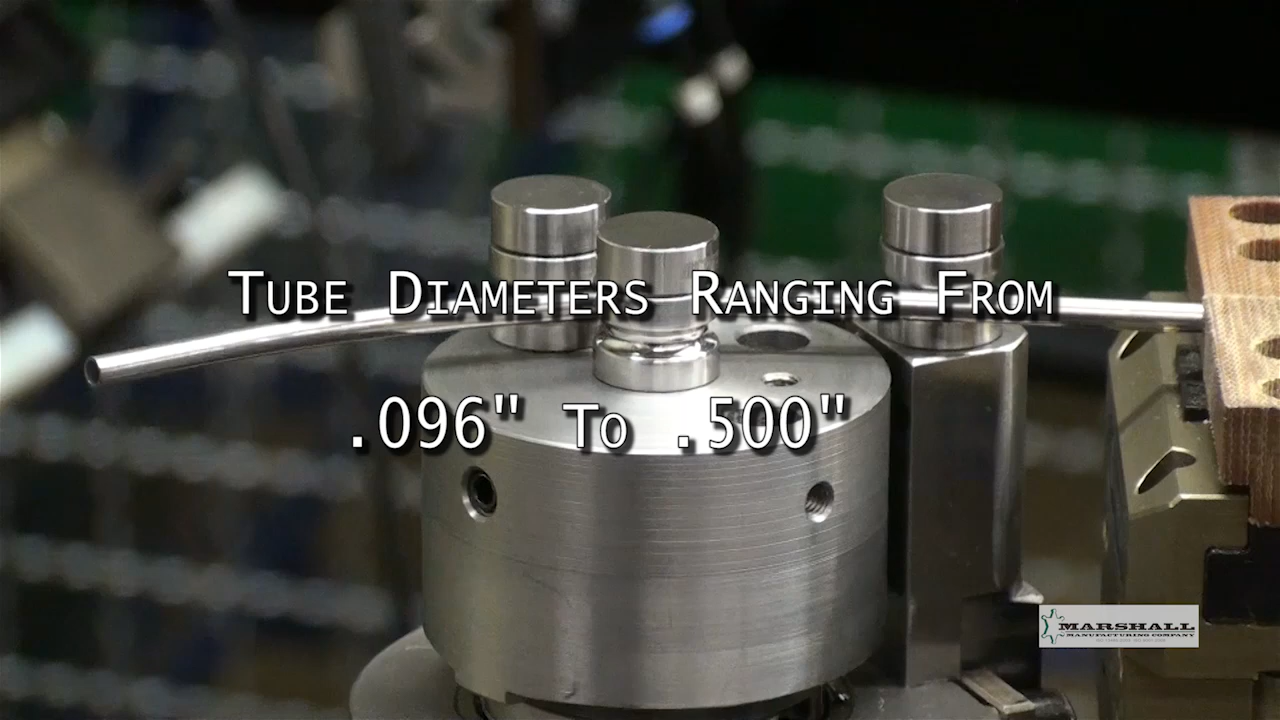 Tube Diameters Ranging From
.096" To .500"
MARSHALL
MANUFACTURING COMPANY